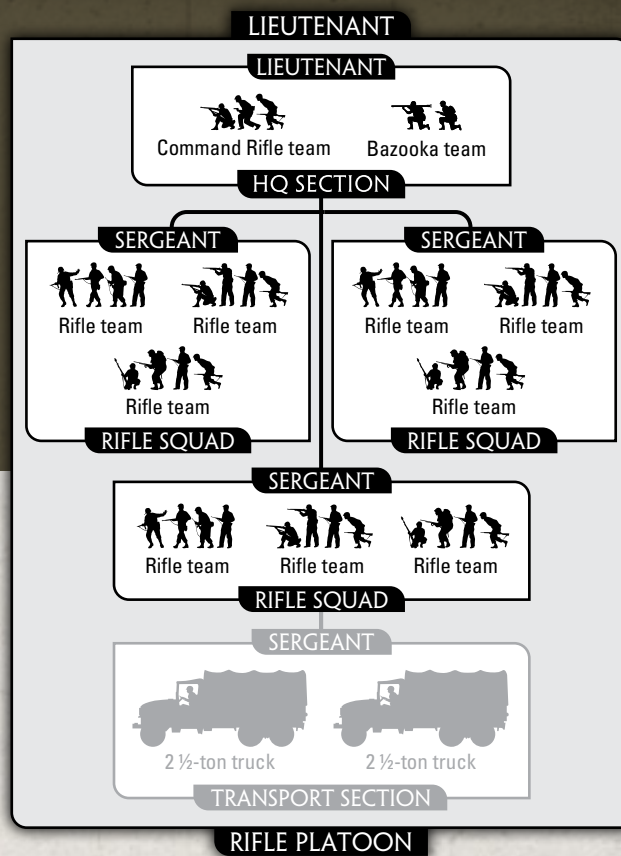 LIEUTENANT
LIEUTENANT
Command Rifle team Bazooka team
HQ SECTION
SERGEANT SERGEANT
Rifle team Rifle team Rifle team Rifle team
Rifle team Rifle team
RIFLE SQUAD RIFLE SQUAD
SERGEANT
Rifle team Rifle team Rifle team
RIFLE SQUAD
SERGEANT
2 ½-ton truck 2 ½-ton truck
TRANSPORT SECTION
RIFLE PLATOON